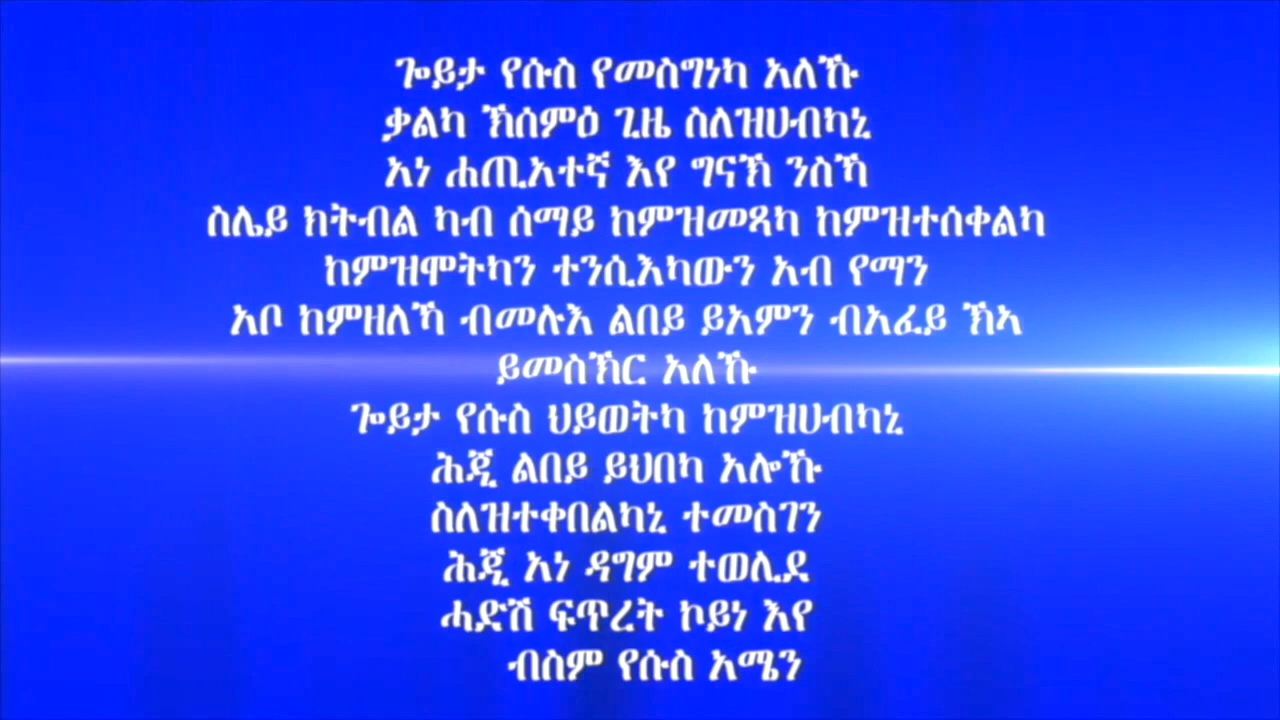 ጐይታ የሱስ የመስግነካ አለኹ
ቃልካ ኽሰምዕ ጊዜ ስለዝሀብካኒ
አነ ሐጢአተኛ እየ ግናኽ ንስኻ
ስሌይ ክትብል ካብ ሰማይ ከምዝመጻካ ከምዝተሰቀልካ
ከምዝሞትካን ተንሲእካውን አብ የማን
አቦ ከምዘለኻ ብመሉእ ልበይ ይአምን ብአፈይ ኽኣ
ይመስኽር አለኹ
ጐይታ የሱስ ህይወትካ ከምዝሀብካኒ
ሕጂ ልበይ ይህበካ አሎኹ
ስለዝተቀበልካኒ ተመስገን
ሕጂ አነ ዳግም ተወሊደ
ሓድሽ ፍጥረት ኮይነ እየ
ብስም የሱስ አሜን